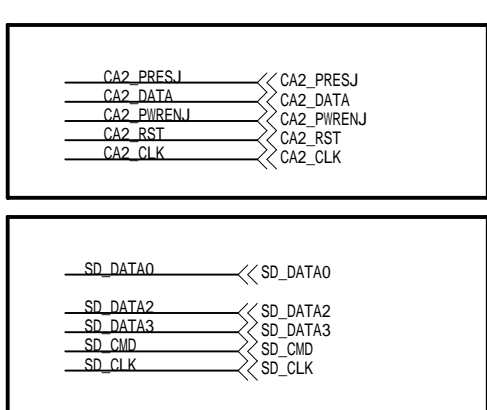 CA2_PRESJ CA2_PRESJ
CA2_DATA CA2_DATA
CA2_PWRENJ CA2_PWRENJ
CA2_RST CA2_RST
CA2_CLK CA2_CLK
SD_DATA0 SD_DATA0
SD_DATA2 SD_DATA2
SD_DATA3 SD_DATA3
SD_CMD SD_CMD
SD_CLK SD_CLK